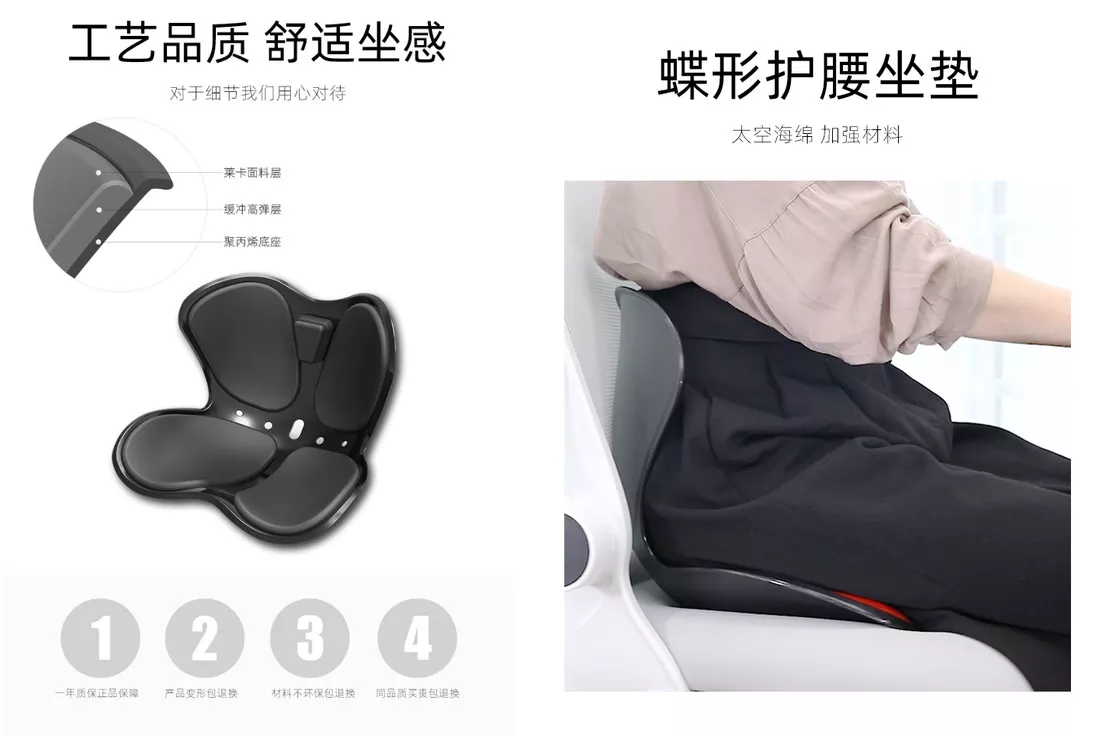 工艺品质 舒适坐感
对于细节我们用心对待
莱卡面料层
缓冲高弹层
聚丙烯底座
1
一年质保正品保障
2
产品变形包退换
3
材料不环保包退换
4
同品质买贵包退换
蝶形护腰坐垫
太空海绵 加强材料